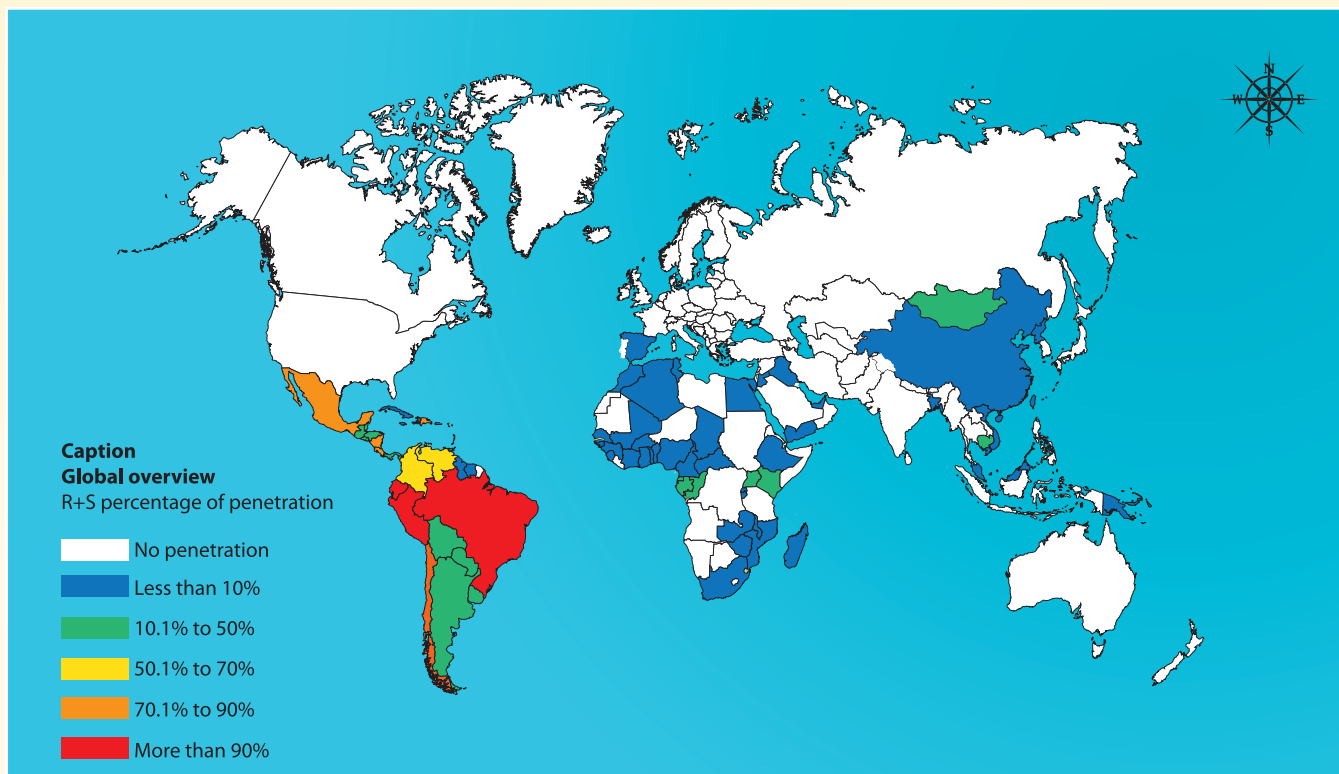 N
W E
S
Caption
Global overview
R+S percentage of penetration
No penetration
Less than 10%
10.1% to 50%
50.1% to 70%
70.1% to 90%
More than 90%